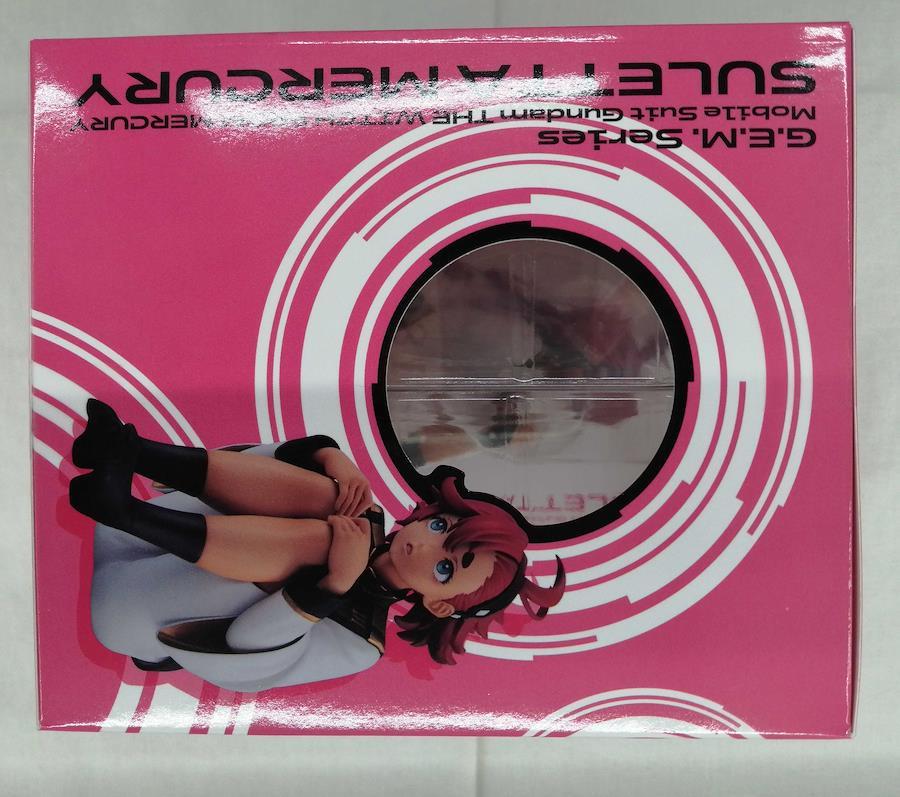 G.E.M. Series
Mobile Suit Gundam THE WITCH FROM MERCURY
SULETTA MERCURY